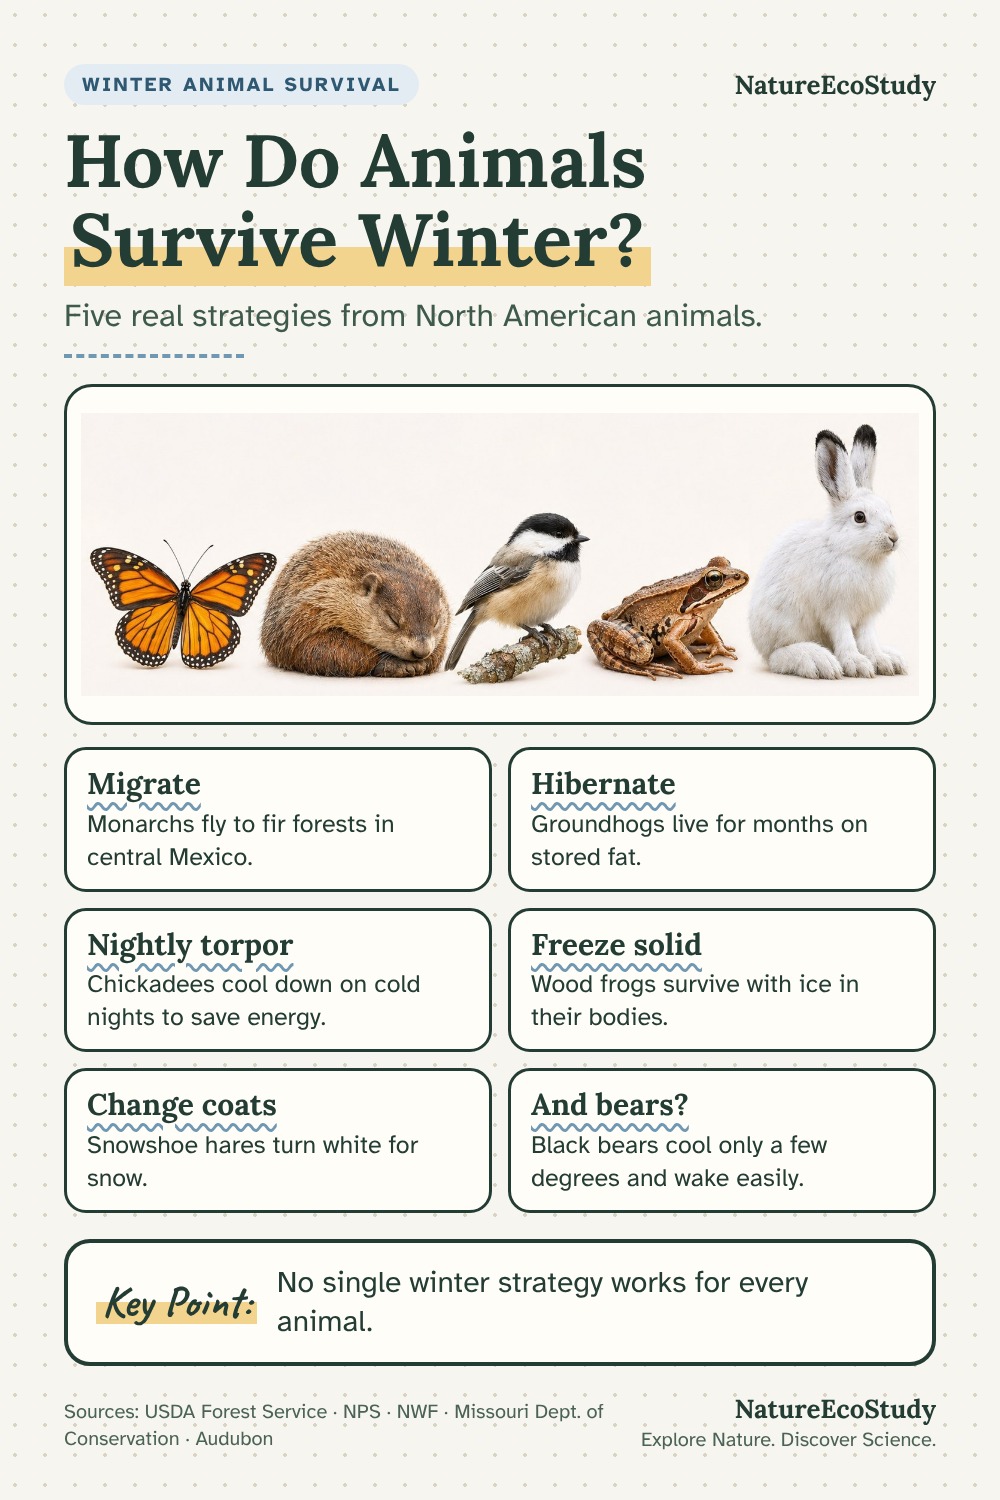 WINTER ANIMAL SURVIVAL
NatureEcoStudy
How Do Animals
Survive Winter?
Five real strategies from North American animals.
Migrate
Monarchs fly to fir forests in
central Mexico.
Hibernate
Groundhogs live for months on
stored fat.
Nightly torpor
Chickadees cool down on cold
nights to save energy.
Freeze solid
Wood frogs survive with ice in
their bodies.
Change coats
Snowshoe hares turn white for
snow.
And bears?
Black bears cool only a few
degrees and wake easily.
Key Point:
No single winter strategy works for every
animal.
Sources: USDA Forest Service · NPS · NWF · Missouri Dept. of
Conservation · Audubon
NatureEcoStudy
Explore Nature. Discover Science.